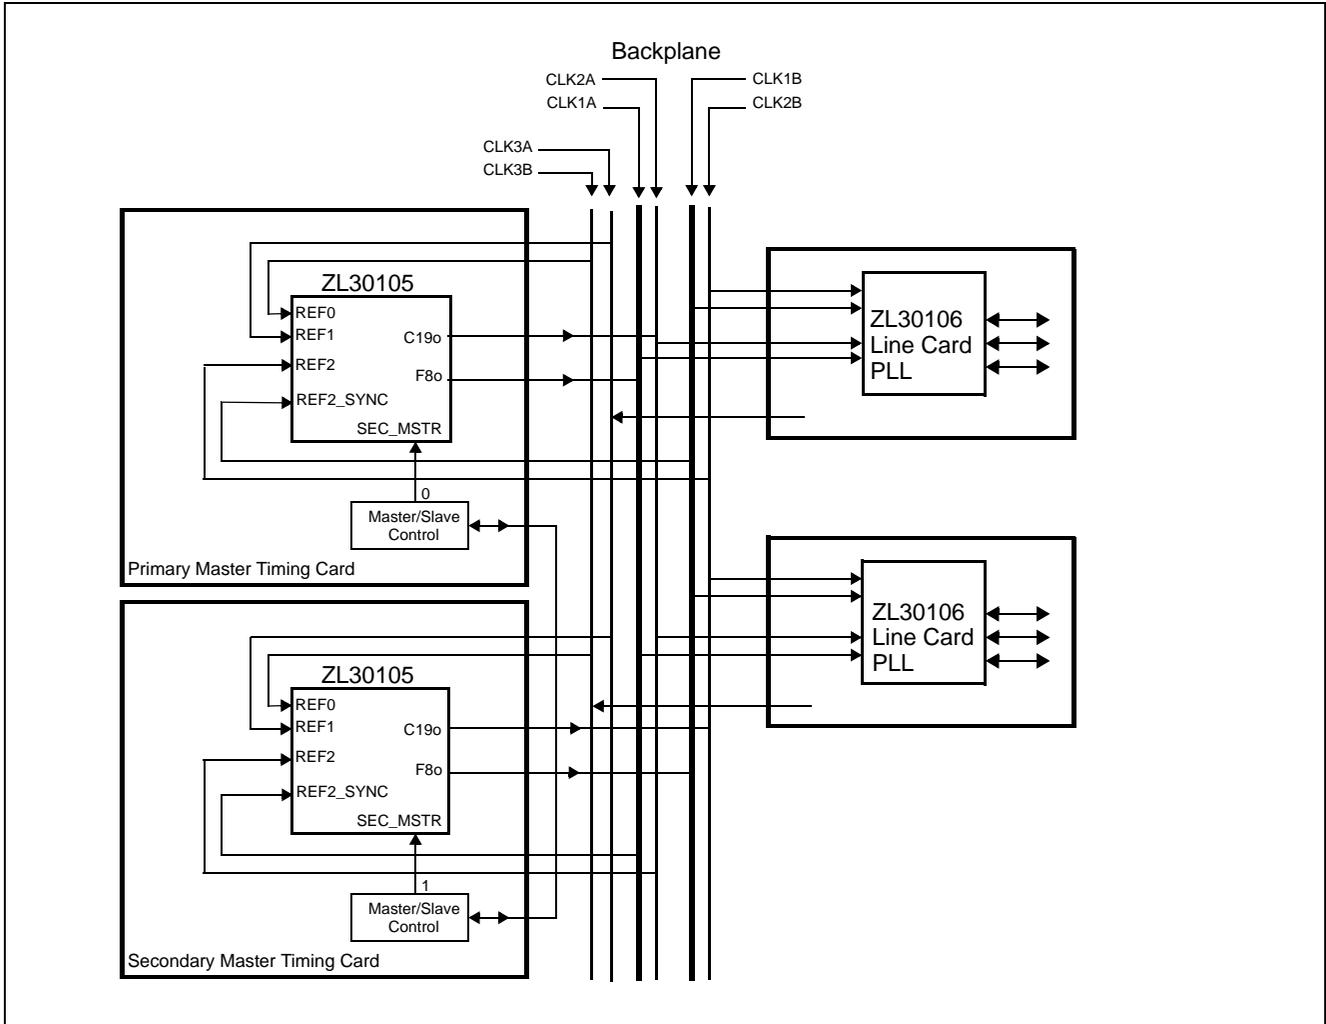 Backplane
CLK2A
CLK1B
CLK1A
CLK2B
CLK3A
CLK3B
ZL30105
REF0
REF1
C19o
REF2
F8o
REF2_SYNC
SEC_MSTR
0
Master/Slave
Control
Primary Master Timing Card
ZL30106
Line Card
PLL
ZL30105
REF0
REF1
C19o
REF2
F8o
REF2_SYNC
SEC_MSTR
1
Master/Slave
Control
Secondary Master Timing Card
ZL30106
Line Card
PLL